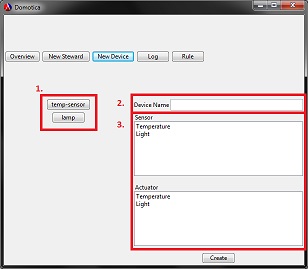 Domotica
Overview New Steward New Device Log Rule
1.
temp-sensor
lamp
2. Device Name
3. Sensor
Temperature
Light
Actuator
Temperature
Light
Create